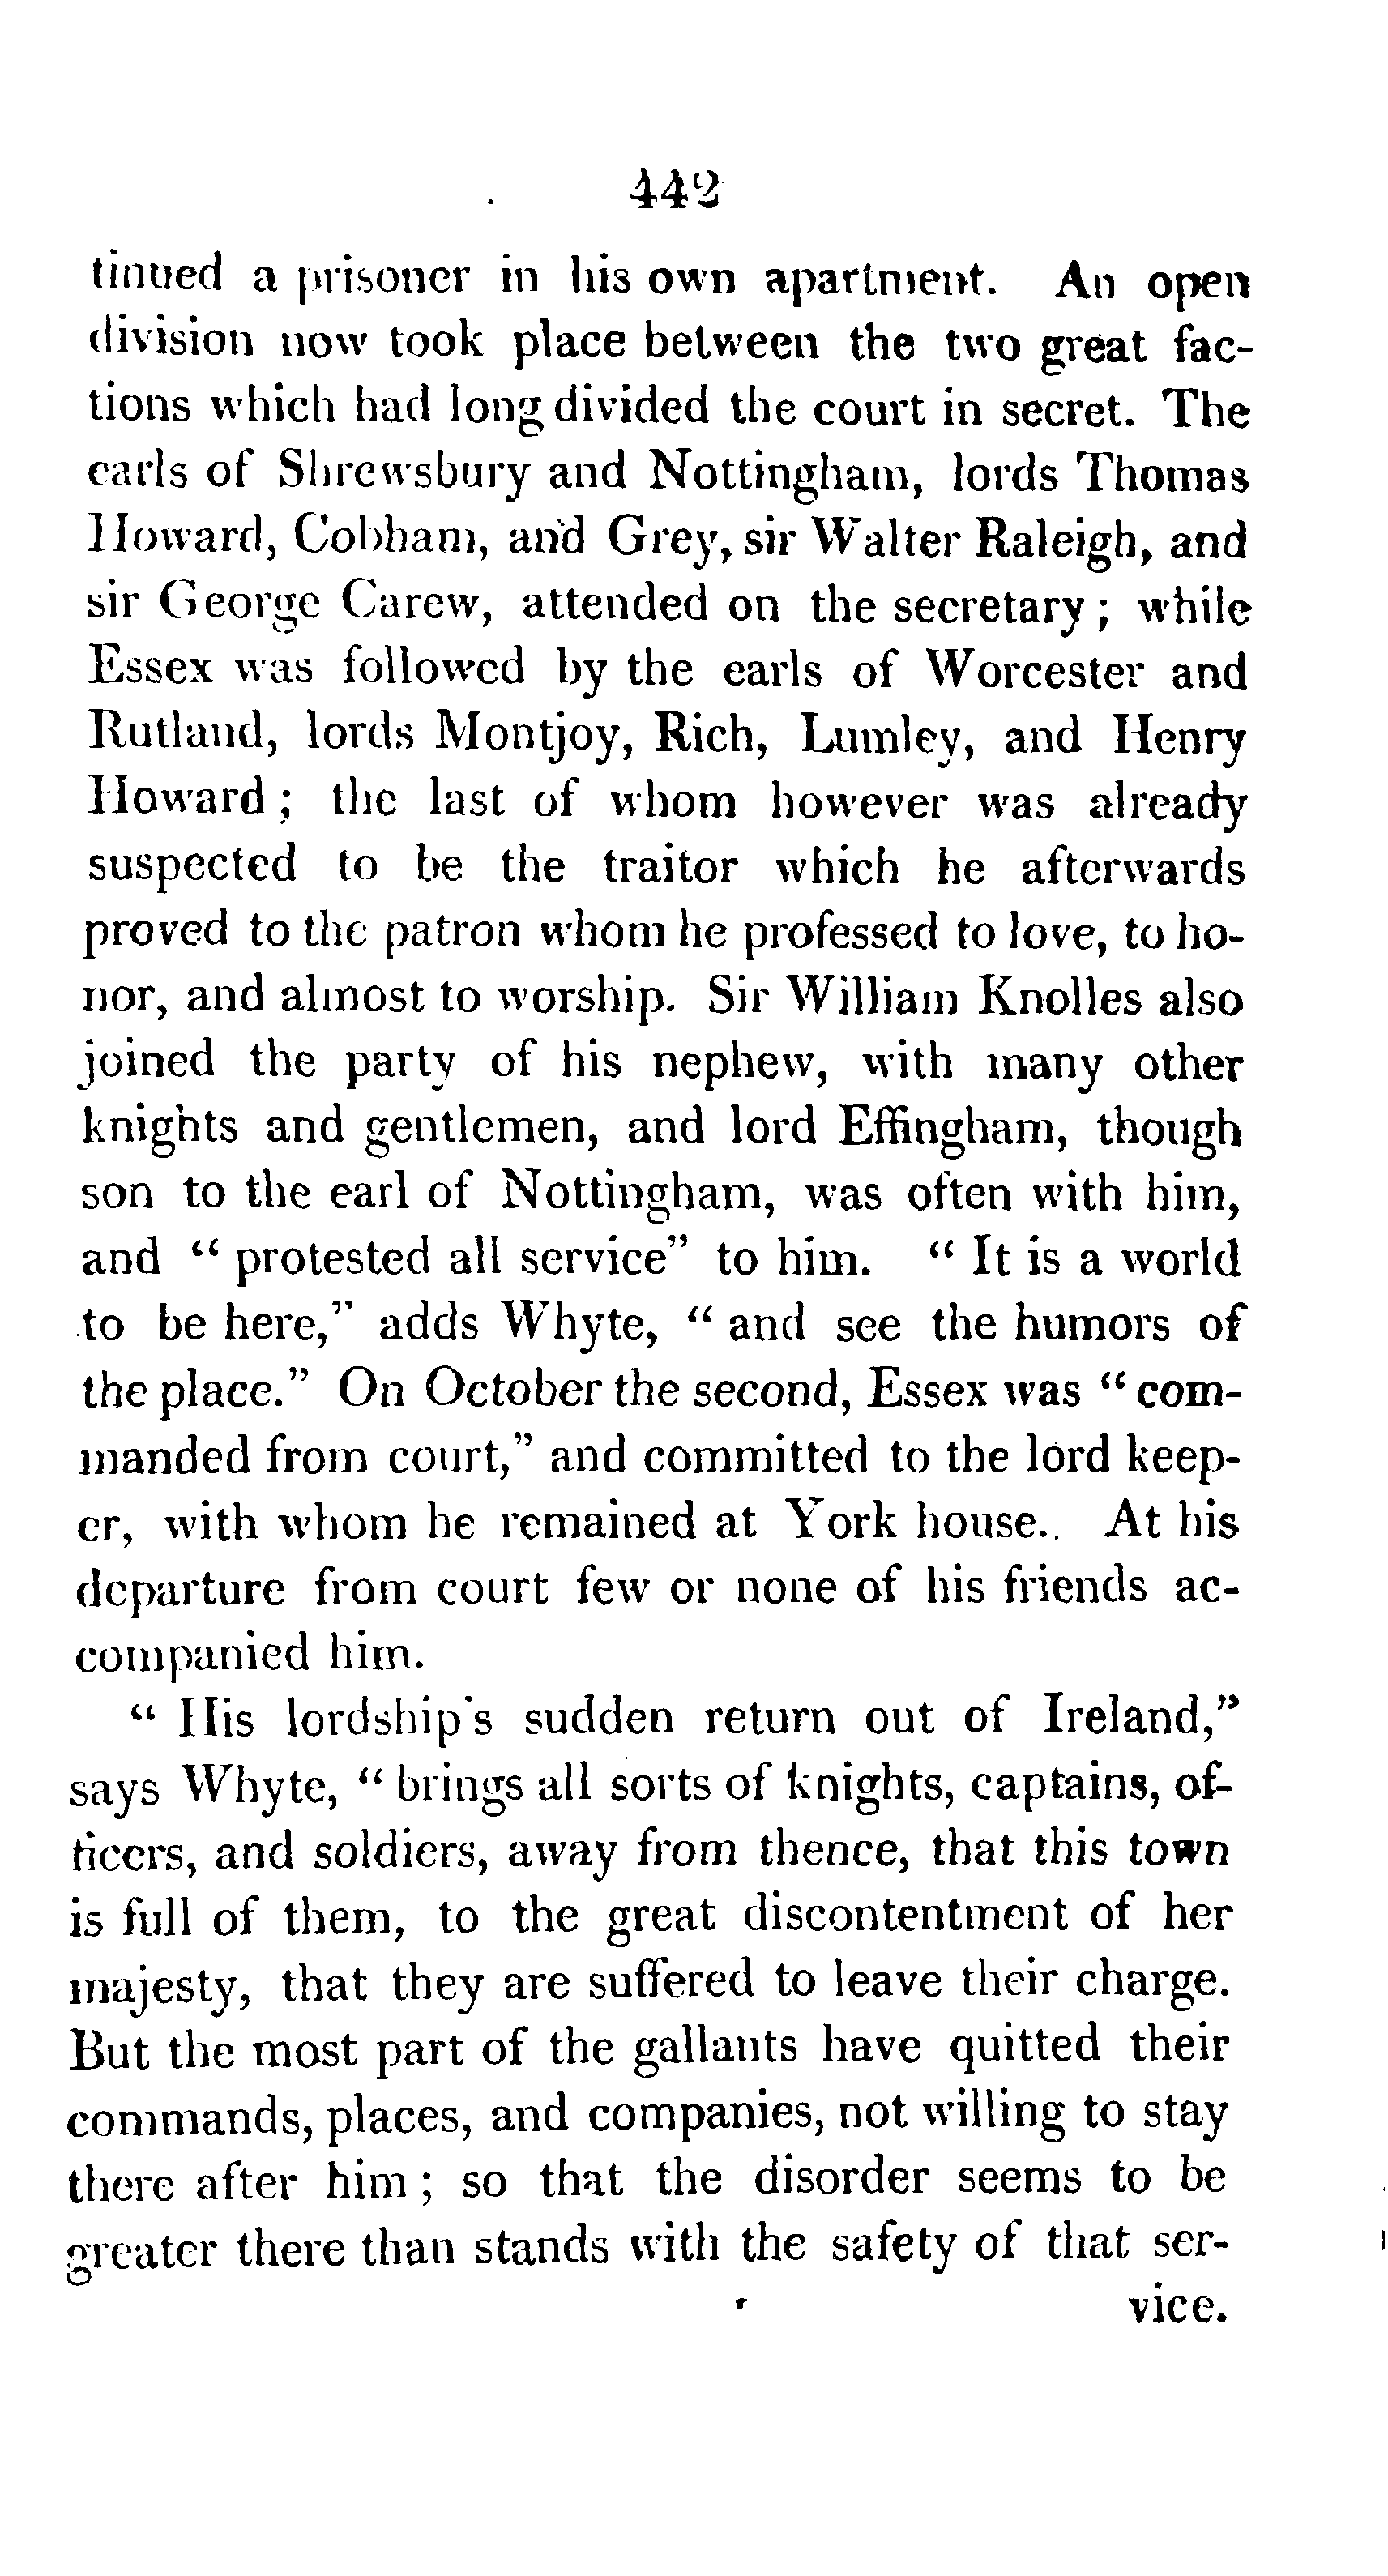 442
tinued a prisoner in his own apartment. An open
division now took place between the two great fac-
tions which had long divided the court in secret. The
earls of Shrewsbury and Nottingham, lords Thomas
Howard, Cobham, and Grey, sir Walter Raleigh, and
sir George Carew, attended on the secretary; while
Essex was followed by the earls of Worcester and
Rutland, lords Montjoy, Rich, Lumley, and Henry
Howard; the last of whom however was already
suspected to be the traitor which he afterwards
proved to the patron whom he professed to love, to ho-
nor, and almost to worship. Sir William Knolles also
joined the party of his nephew, with many other
knights and gentlemen, and lord Effingham, though
son to the earl of Nottingham, was often with him,
and " protested all service" to him. " It is a world
to be here," adds Whyte, " and see the humors of
the place." On October the second, Essex was " com-
manded from court," and committed to the lord keep-
er, with whom he remained at York house. At his
departure from court few or none of his friends ac-
companied him.
" His lordship's sudden return out of Ireland,"
says Whyte, " brings all sorts of knights, captains, of-
ficers, and soldiers, away from thence, that this town
is full of them, to the great discontentment of her
majesty, that they are suffered to leave their charge.
But the most part of the gallants have quitted their
commands, places, and companies, not willing to stay
there after him; so that the disorder seems to be
greater there than stands with the safety of that ser-
vice.